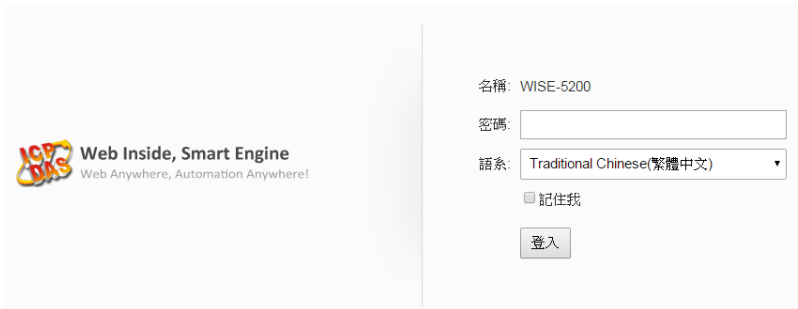 ICP
DAS
Web Inside, Smart Engine
Web Anywhere, Automation Anywhere!
名稱: WISE-5200
密碼:
語系: Traditional Chinese(繁體中文)
記住我
登入